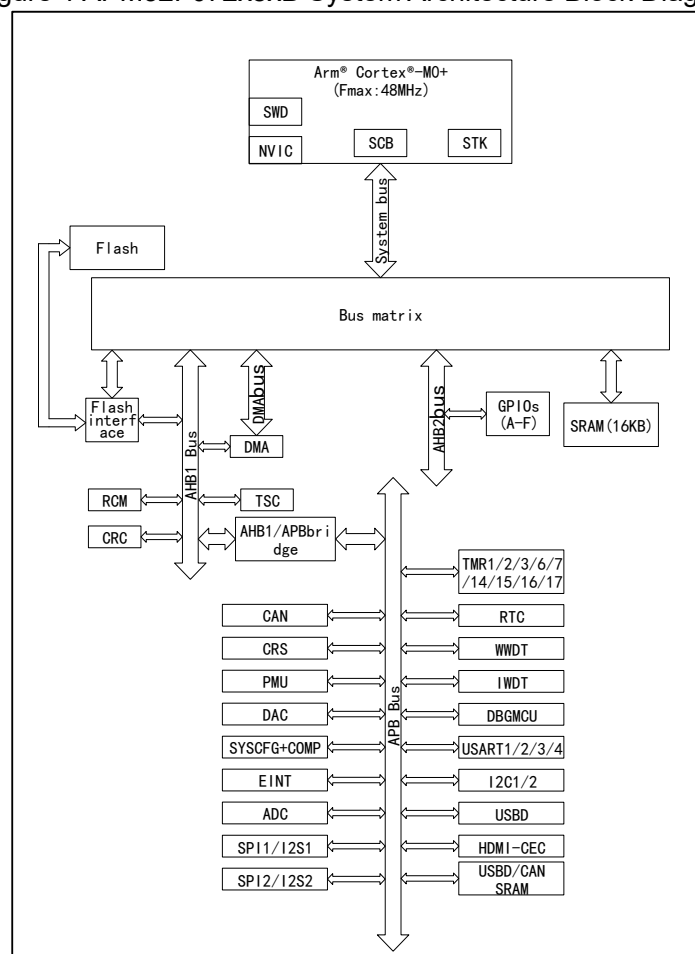 System Architecture Block
Arm® Cortex®-M0+
(Fmax:48MHz)
SWD
NVIC
SCB
STK
System bus
Flash
Bus matrix
Flash
interf
ace
AHB1 Bus
DMAbus
DMA
AHB2bus
GPIOs
(A-F)
SRAM(16KB)
RCM
TSC
CRC
AHB1/APBbri
dge
APB Bus
TMR1/2/3/6/7
/14/15/16/17
CAN
RTC
CRS
WWDT
PMU
IWDT
DAC
DBGMCU
SYSCFG+COMP
USART1/2/3/4
EINT
I2C1/2
ADC
USBD
SPI1/I2S1
HDMI-CEC
SPI2/I2S2
USBD/CAN
SRAM